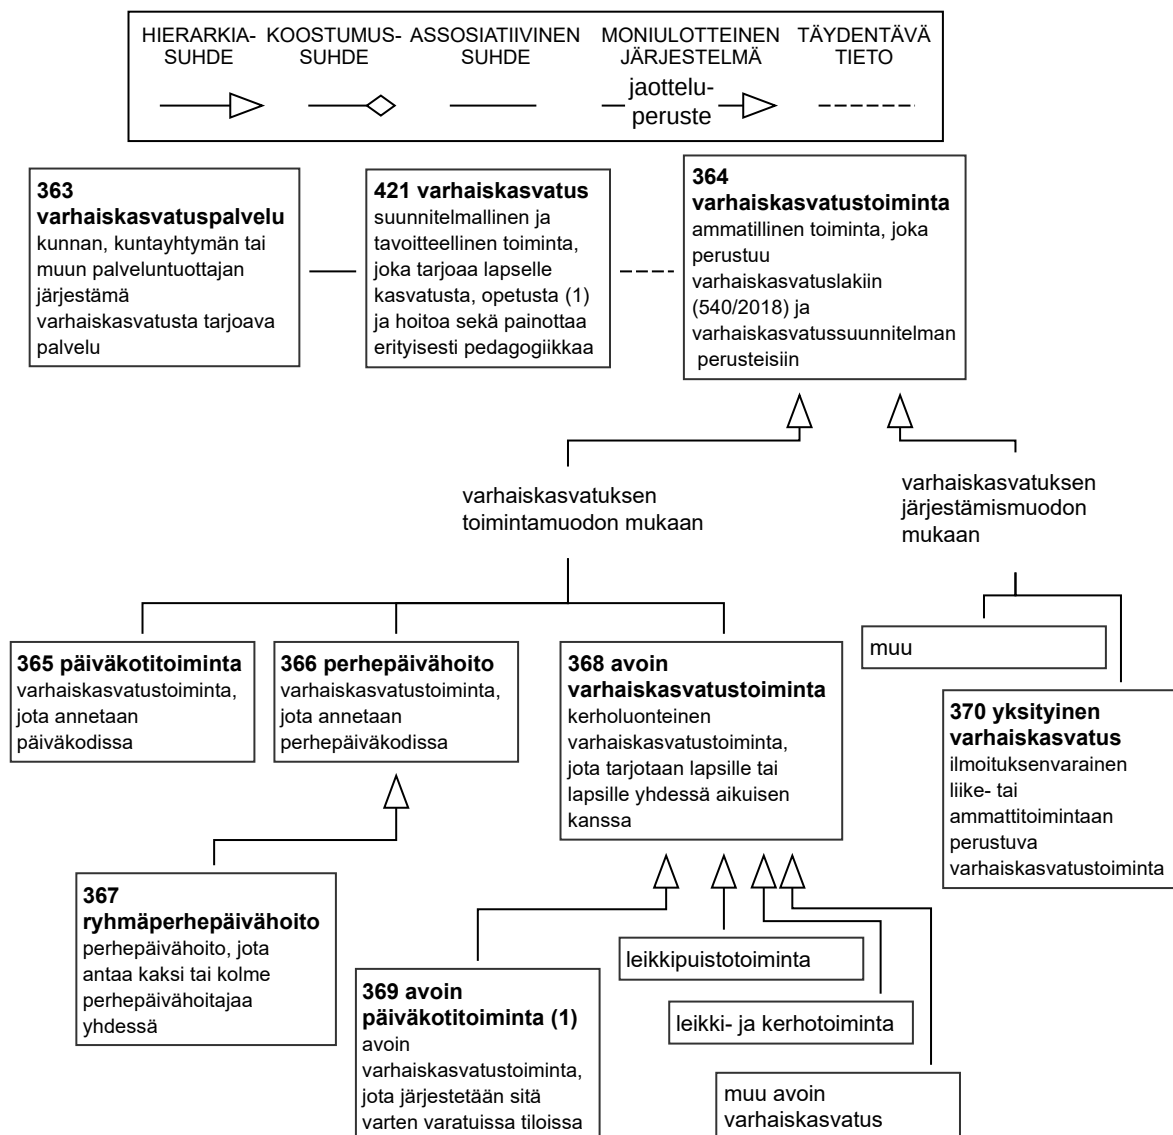 HIERARKIA-
SUHDE
KOOSTUMUS-
SUHDE
ASSOSIATIIVINEN
SUHDE
MONIULOTTEINEN
JÄRJESTELMÄ
jaottelu-
peruste
TÄYDENTÄVÄ
TIETO
363
varhaiskasvatuspalvelu
kunnan, kuntayhtymän tai
muun palveluntuottajan
järjestämä
varhaiskasvatusta tarjoava
palvelu
421 varhaiskasvatus
suunnitelmallinen ja
tavoitteellinen toiminta,
joka tarjoaa lapselle
kasvatusta, opetusta (1)
ja hoitoa sekä painottaa
erityisesti pedagogiikkaa
364
varhaiskasvatustoiminta
ammatillinen toiminta, joka
perustuu
varhaiskasvatuslakiin
(540/2018) ja
varhaiskasvatussuunnitelman
perusteisiin
varhaiskasvatuksen
toimintamuodon mukaan
varhaiskasvatuksen
järjestämismuodon
mukaan
365 päiväkotitoiminta
varhaiskasvatustoiminta,
jota annetaan
päiväkodissa
366 perhepäivähoito
varhaiskasvatustoiminta,
jota annetaan
perhepäiväkodissa
368 avoin
varhaiskasvatustoiminta
kerholuonteinen
varhaiskasvatustoiminta,
jota tarjotaan lapsille tai
lapsille yhdessä aikuisen
kanssa
muu
370 yksityinen
varhaiskasvatus
ilmoituksenvarainen
liike- tai
ammattitoimintaan
perustuva
varhaiskasvatustoiminta
367
ryhmäperhepäivähoito
perhepäivähoito, jota
antaa kaksi tai kolme
perhepäivähoitajaa
yhdessä
369 avoin
päiväkotitoiminta (1)
avoin
varhaiskasvatustoiminta,
jota järjestetään sitä
varten varatuissa tiloissa
leikkipuistotoiminta
leikki- ja kerhotoiminta
muu avoin
varhaiskasvatus